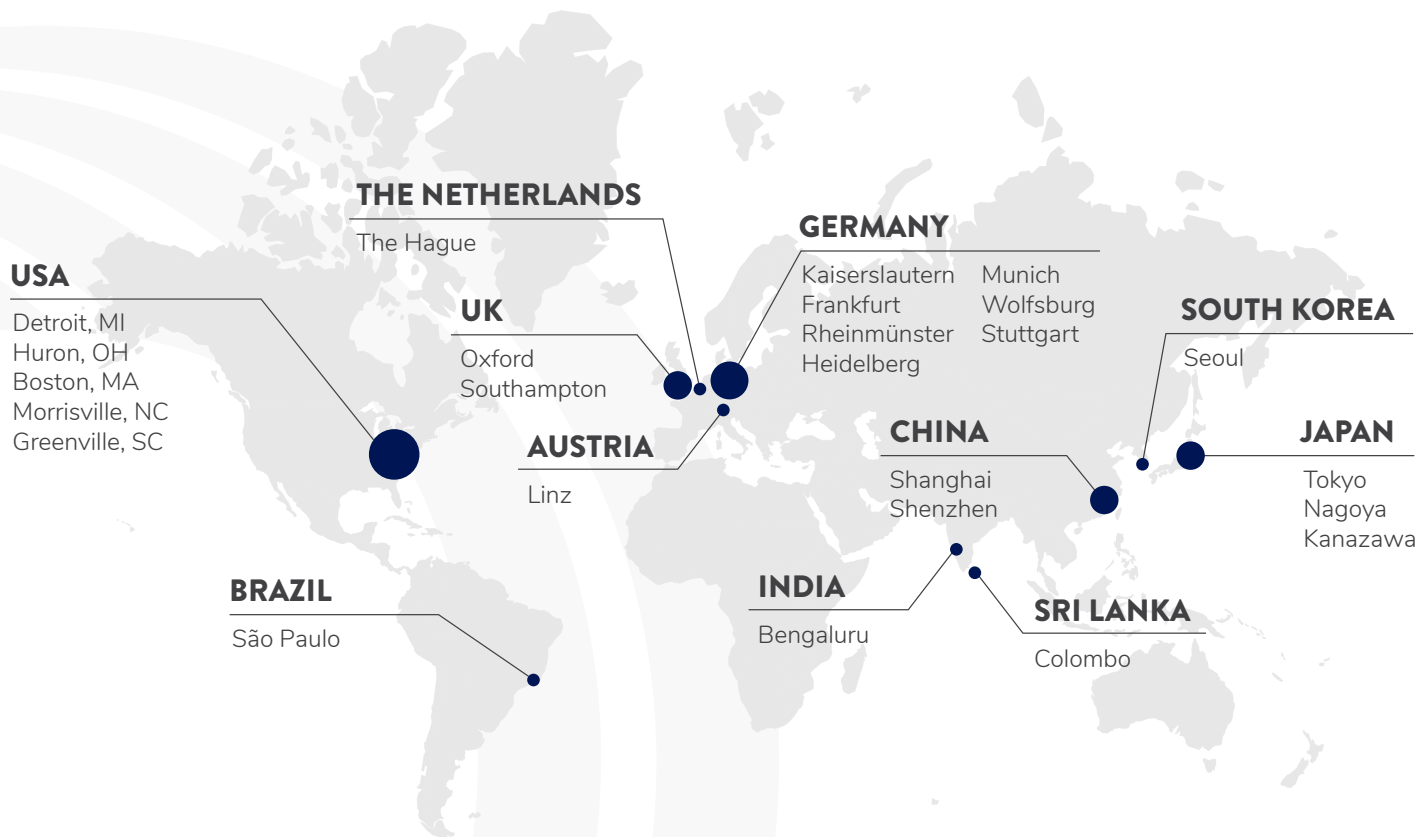 THE NETHERLANDS
The Hague
GERMANY
Kaiserslautern
Frankfurt
Rheinmünster
Heidelberg
Munich
Wolfsburg
Stuttgart
USA
Detroit, MI
Huron, OH
Boston, MA
Morrisville, NC
Greenville, SC
UK
Oxford
Southampton
SOUTH KOREA
Seoul
AUSTRIA
Linz
CHINA
Shanghai
Shenzhen
JAPAN
Tokyo
Nagoya
Kanazawa
BRAZIL
São Paulo
INDIA
Bengaluru
SRI LANKA
Colombo